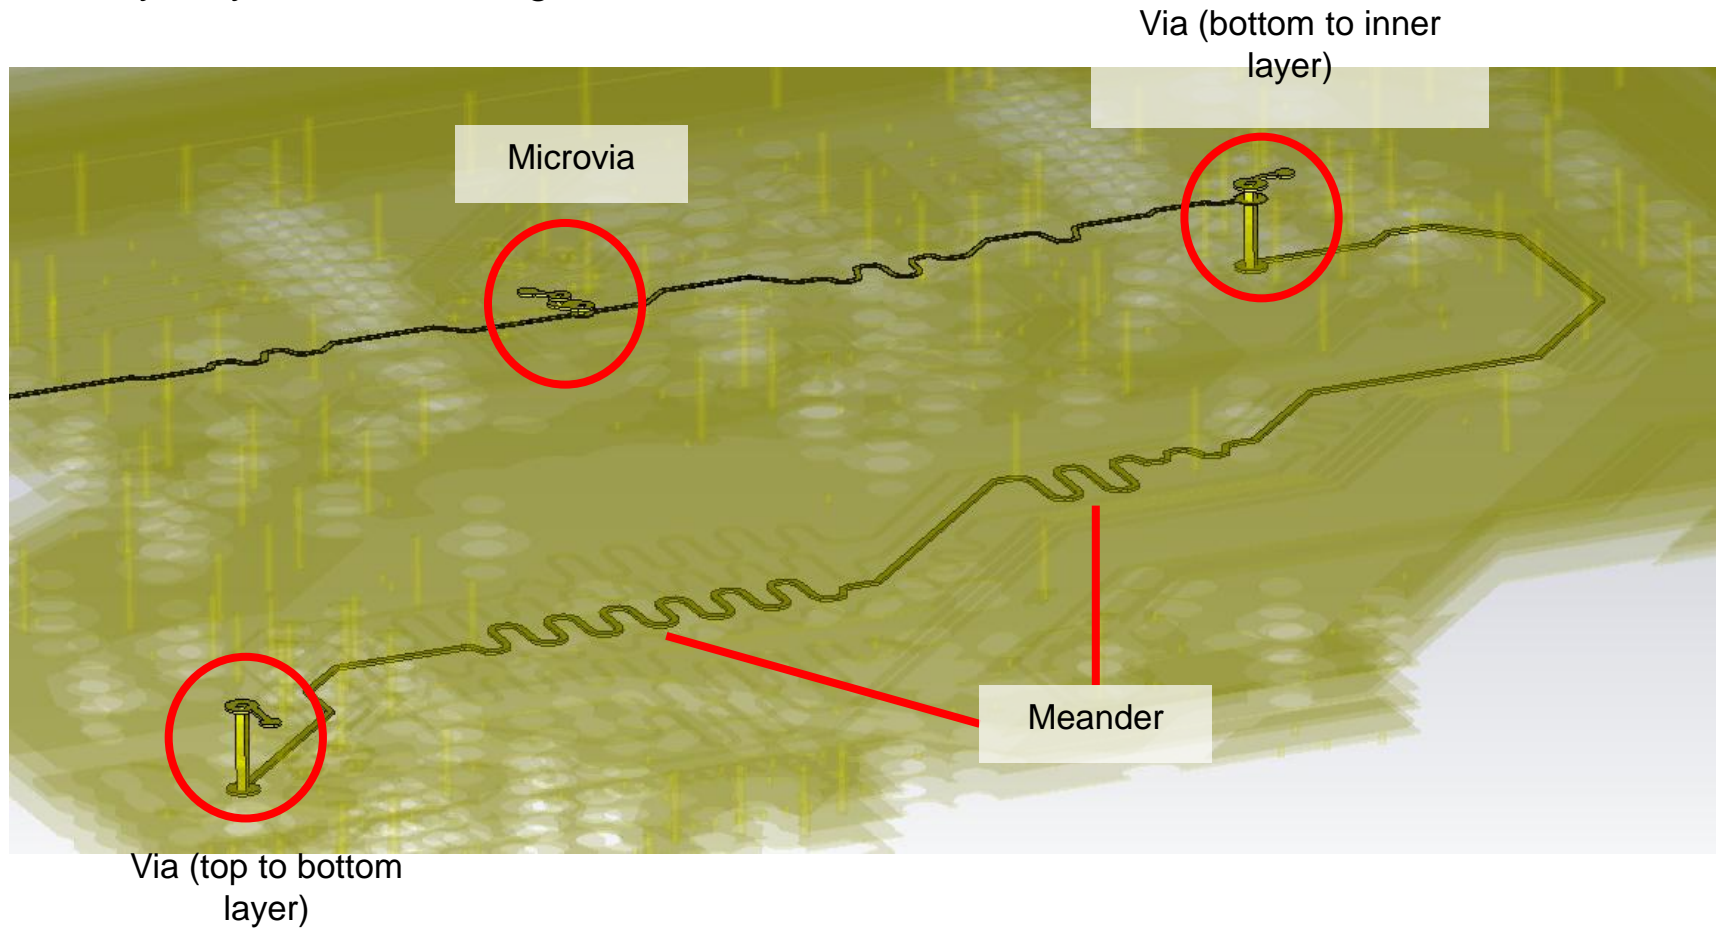 Via (bottom to inner
layer)
Microvia
Meander
Via (top to bottom
layer)